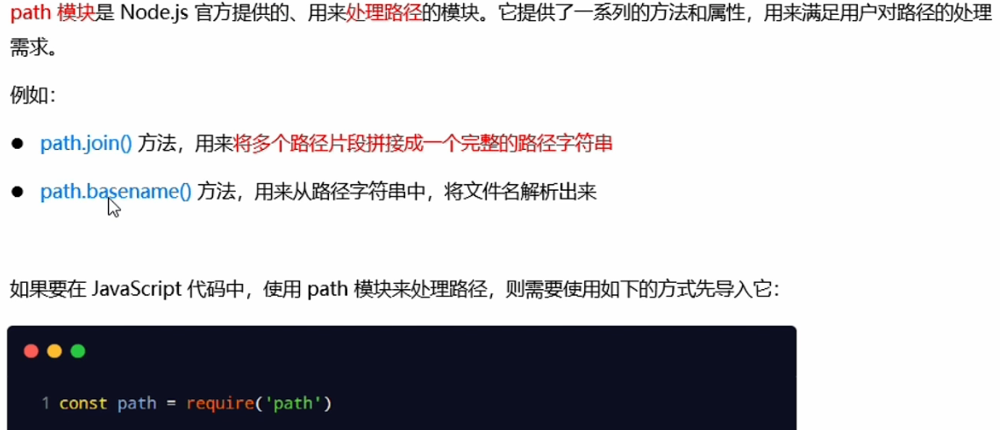 path 模块是 Node.js 官方提供的、用来处理路径的模块。它提供了一系列的方法和属性，用来满足用户对路径的处理
需求。
例如：
● path.join() 方法，用来将多个路径片段拼接成一个完整的路径字符串
● path.basename() 方法，用来从路径字符串中，将文件名解析出来
如果要在 JavaScript 代码中，使用 path 模块来处理路径，则需要使用如下的方式先导入它：
1 const path = require('path')